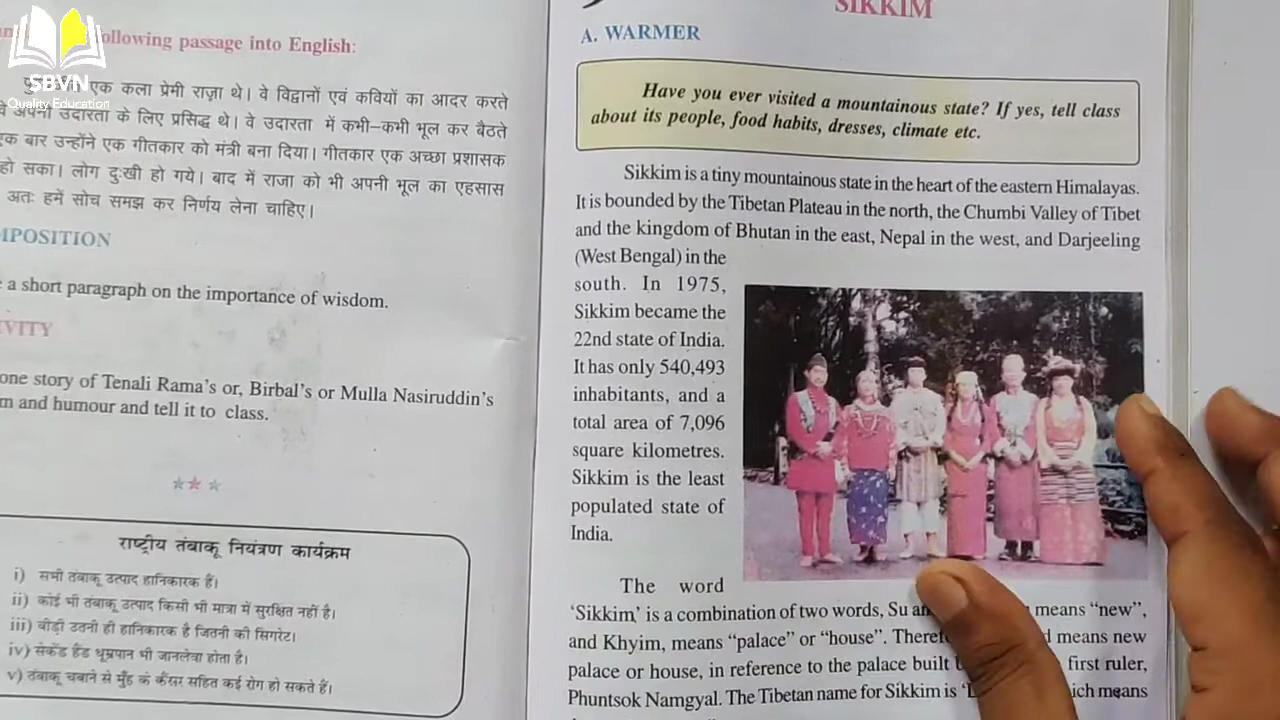 SBVN
Quality Education
ollowing passage into English:
एक कला प्रेमी राज़ा थे। वे विद्वानों एवं कवियों का आदर करते
अपनी उदारता के लिए प्रसिद्ध थे। वे उदारता में कभी–कभी भूल कर बैठते
एक बार उन्होंने एक गीतकार को मंत्री बना दिया। गीतकार एक अच्छा प्रशासक
हो सका। लोग दुःखी हो गये। बाद में राजा को भी अपनी भूल का एहसास
अतः हमें सोच समझ कर निर्णय लेना चाहिए।
MPOSITION
a short paragraph on the importance of wisdom.
IVITY
one story of Tenali Rama's or, Birbal's or Mulla Nasiruddin's
m and humour and tell it to class.
राष्ट्रीय तंबाकू नियंत्रण कार्यक्रम
i) सभी तंबाकू उत्पाद हानिकारक हैं।
ii) कोई भी तंबाकू उत्पाद किसी भी मात्रा में सुरक्षित नहीं है।
iii) बीड़ी उतनी ही हानिकारक है जितनी की सिगरेट।
iv) सेकेंड हैंड धूम्रपान भी जानलेवा होता है।
v) तंबाकू चबाने से मुँह के कैंसर सहित कई रोग हो सकते हैं।
SIKKIM
A. WARMER
Have you ever visited a mountainous state? If yes, tell class
about its people, food habits, dresses, climate etc.
Sikkim is a tiny mountainous state in the heart of the eastern Himalayas.
It is bounded by the Tibetan Plateau in the north, the Chumbi Valley of Tibet
and the kingdom of Bhutan in the east, Nepal in the west, and Darjeeling
(West Bengal) in the
south. In 1975,
Sikkim became the
22nd state of India.
It has only 540,493
inhabitants, and a
total area of 7,096
square kilometres.
Sikkim is the least
populated state of
India.
The word
'Sikkim' is a combination of two words, Su means "new",
and Khyim, means "palace" or "house". means new
palace or house, in reference to the palace built first ruler,
Phuntsok Namgyal. The Tibetan name for Sikkim is means